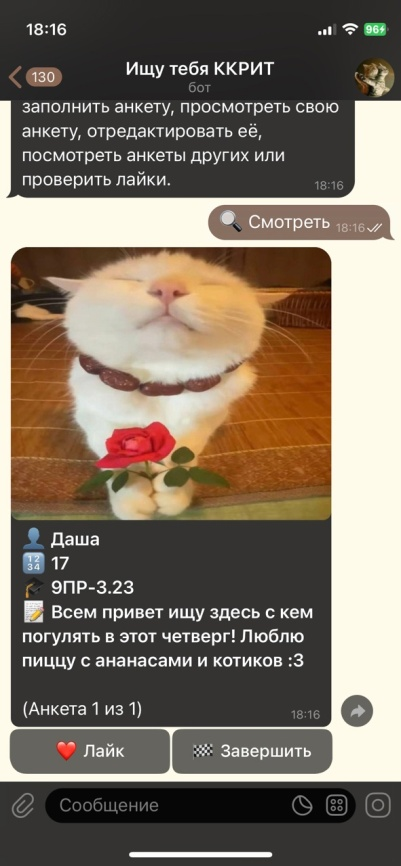 18:16
96
130
Ищу тебя ККРИТ
бот
заполнить анкету, просмотреть свою
анкету, отредактировать её,
посмотреть анкеты других или
проверить лайки.
18:16
🔍 Смотреть 18:16
👤 Даша
🔢 17
🎓 9ПР-3.23
📝 Всем привет ищу здесь с кем
погулять в этот четверг! Люблю
пиццу с ананасами и котиков :3
(Анкета 1 из 1)
18:16
❤️ Лайк
🏁 Завершить
Сообщение